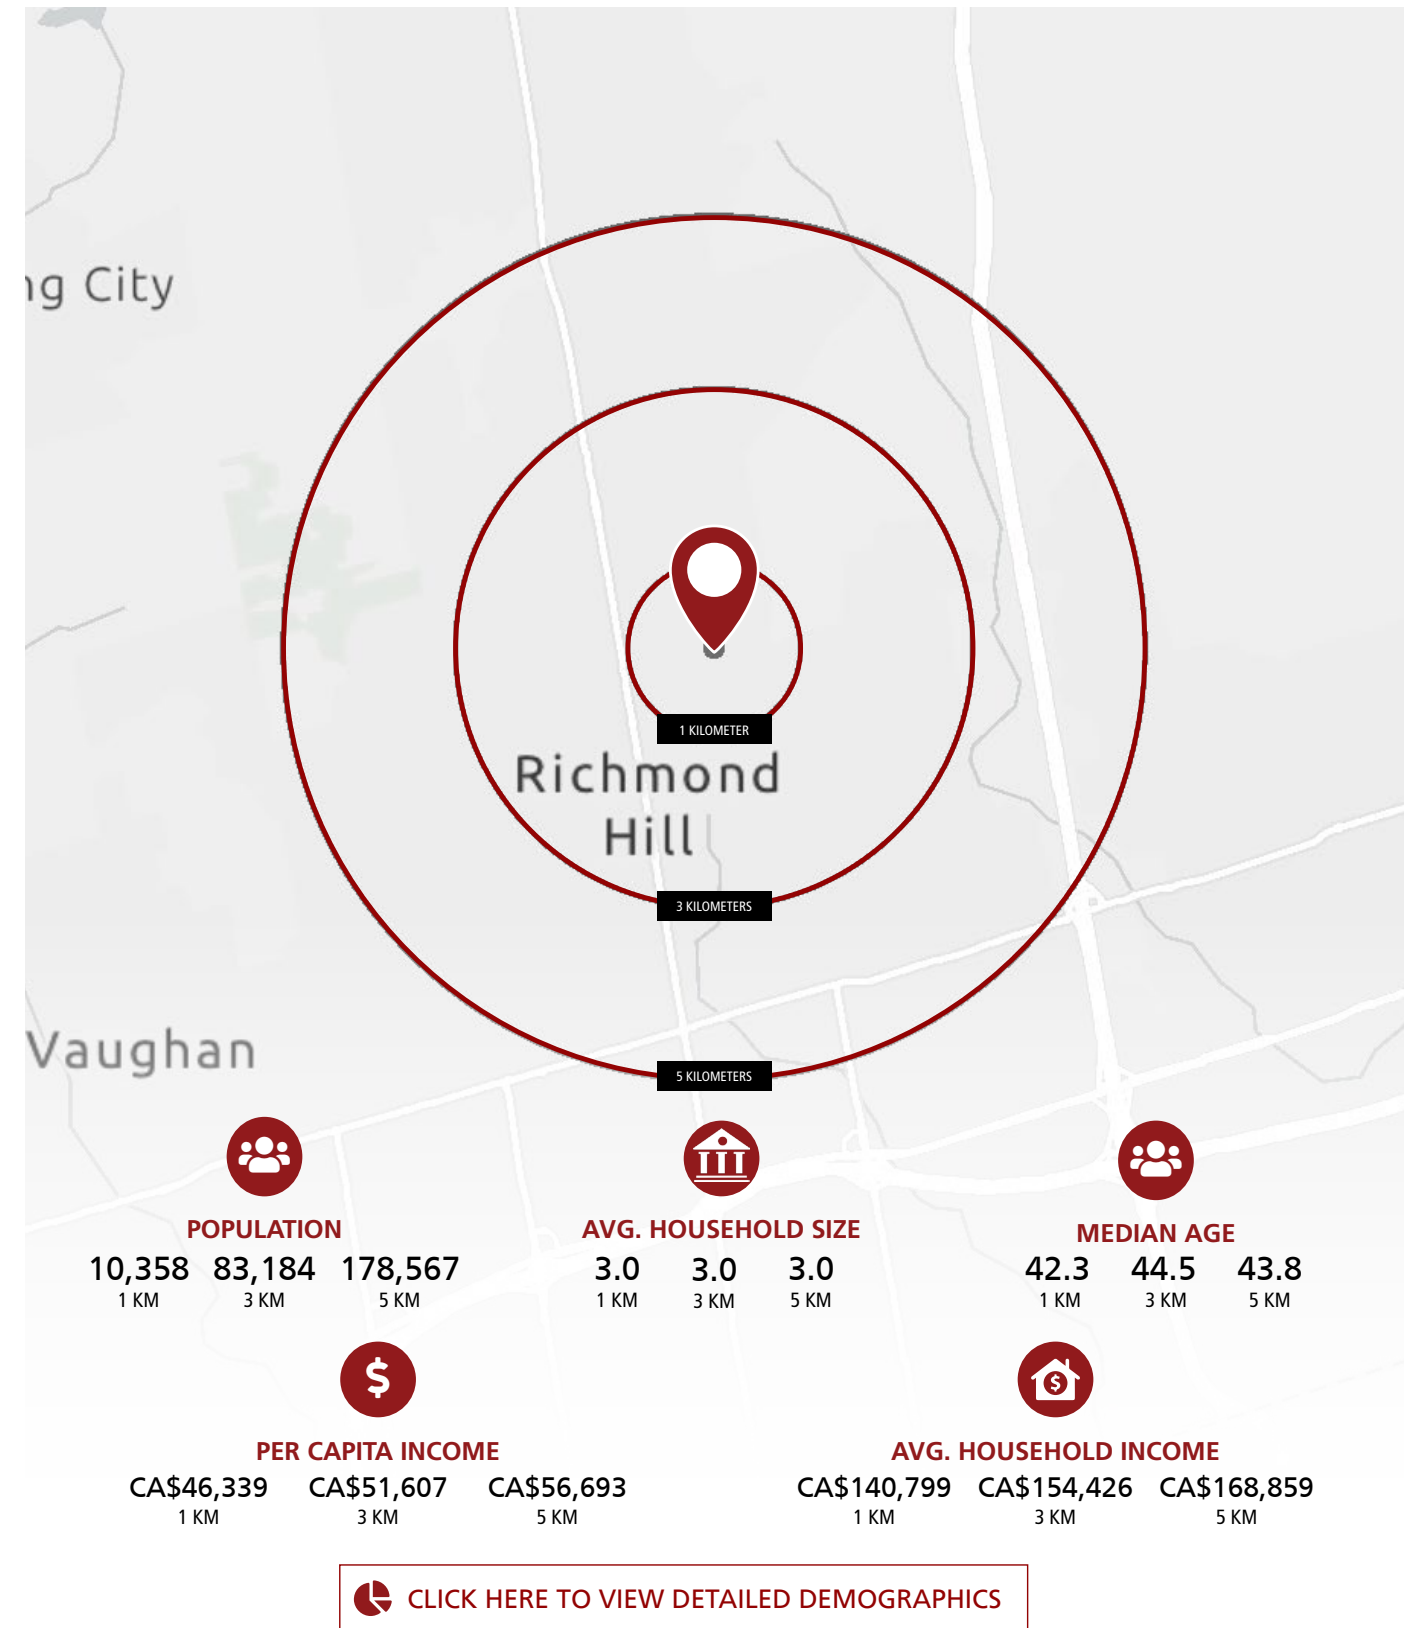 ng City
1 KILOMETER
Richmond
Hill
3 KILOMETERS
Vaughan
5 KILOMETERS
POPULATION
10,358 83,184 178,567
1 KM 3 KM 5 KM
AVG. HOUSEHOLD SIZE
3.0 3.0 3.0
1 KM 3 KM 5 KM
MEDIAN AGE
42.3 44.5 43.8
1 KM 3 KM 5 KM
PER CAPITA INCOME
CA$46,339 CA$51,607 CA$56,693
1 KM 3 KM 5 KM
AVG. HOUSEHOLD INCOME
CA$140,799 CA$154,426 CA$168,859
1 KM 3 KM 5 KM
CLICK HERE TO VIEW DETAILED DEMOGRAPHICS